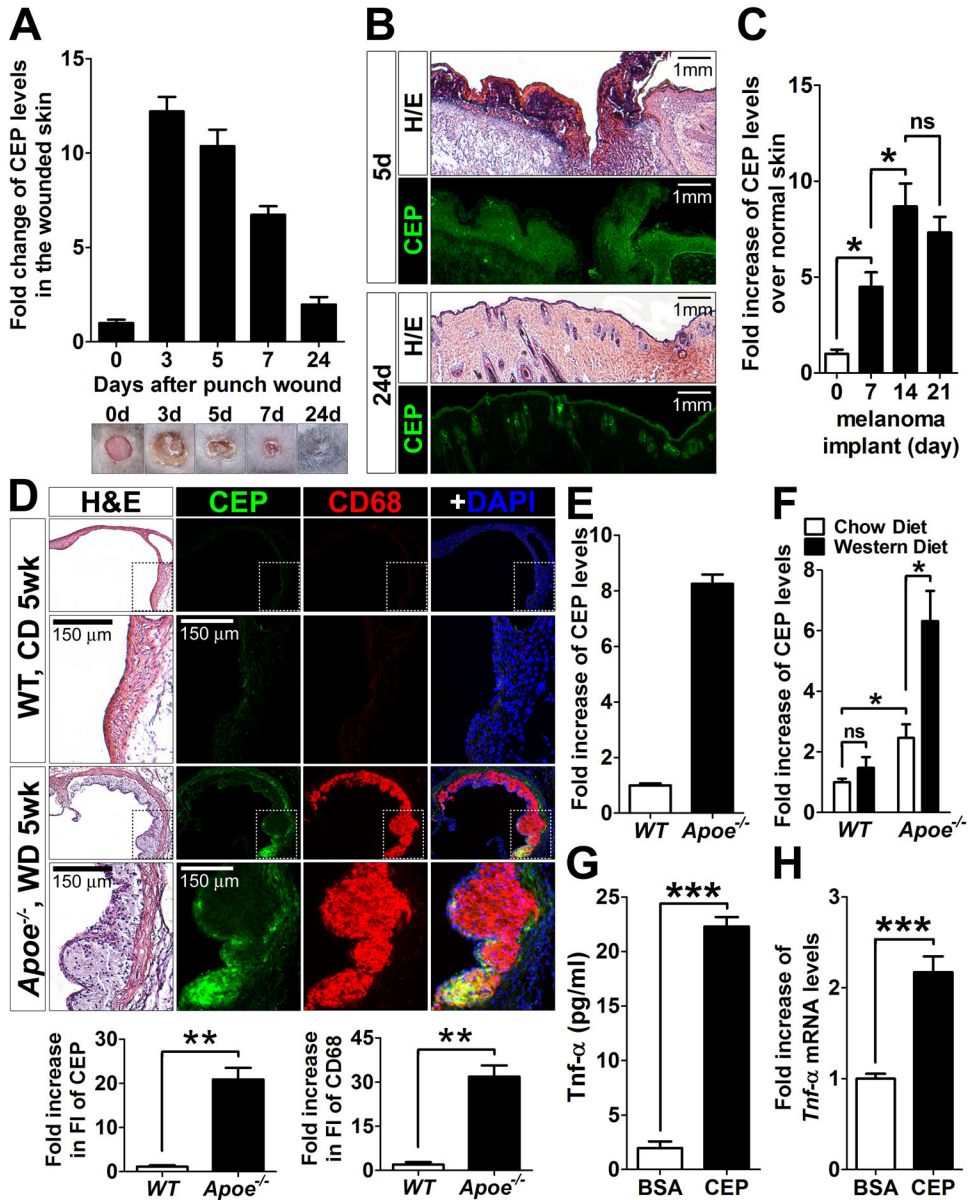 A
Fold change of CEP levels
in the wounded skin
15
10
5
0
0 3 5 7 24
Days after punch wound
0d 3d 5d 7d 24d
B
5d
H/E
1mm
CEP
1mm
24d
H/E
1mm
CEP
1mm
C
Fold increase of CEP levels
over normal skin
15
10
5
0
*
*
ns
0 7 14 21
melanoma
implant (day)
D
H&E CEP CD68 +DAPI
WT, CD 5wk
150 μm 150 μm
Apoe-/-, WD 5wk
150 μm 150 μm
Fold increase
in FI of CEP
30
20
10
0
**
WT Apoe-/-
Fold increase
in FI of CD68
45
30
15
0
**
WT Apoe-/-
E
Fold increase of CEP levels
10
8
6
4
2
0
WT Apoe-/-
F
Chow Diet
Western Diet
Fold increase of CEP levels
8
6
4
2
0
ns
*
*
WT Apoe-/-
G
Tnf-α (pg/ml)
25
20
15
10
5
0
***
BSA CEP
H
Fold increase of
Tnf-α mRNA levels
3
2
1
0
***
BSA CEP